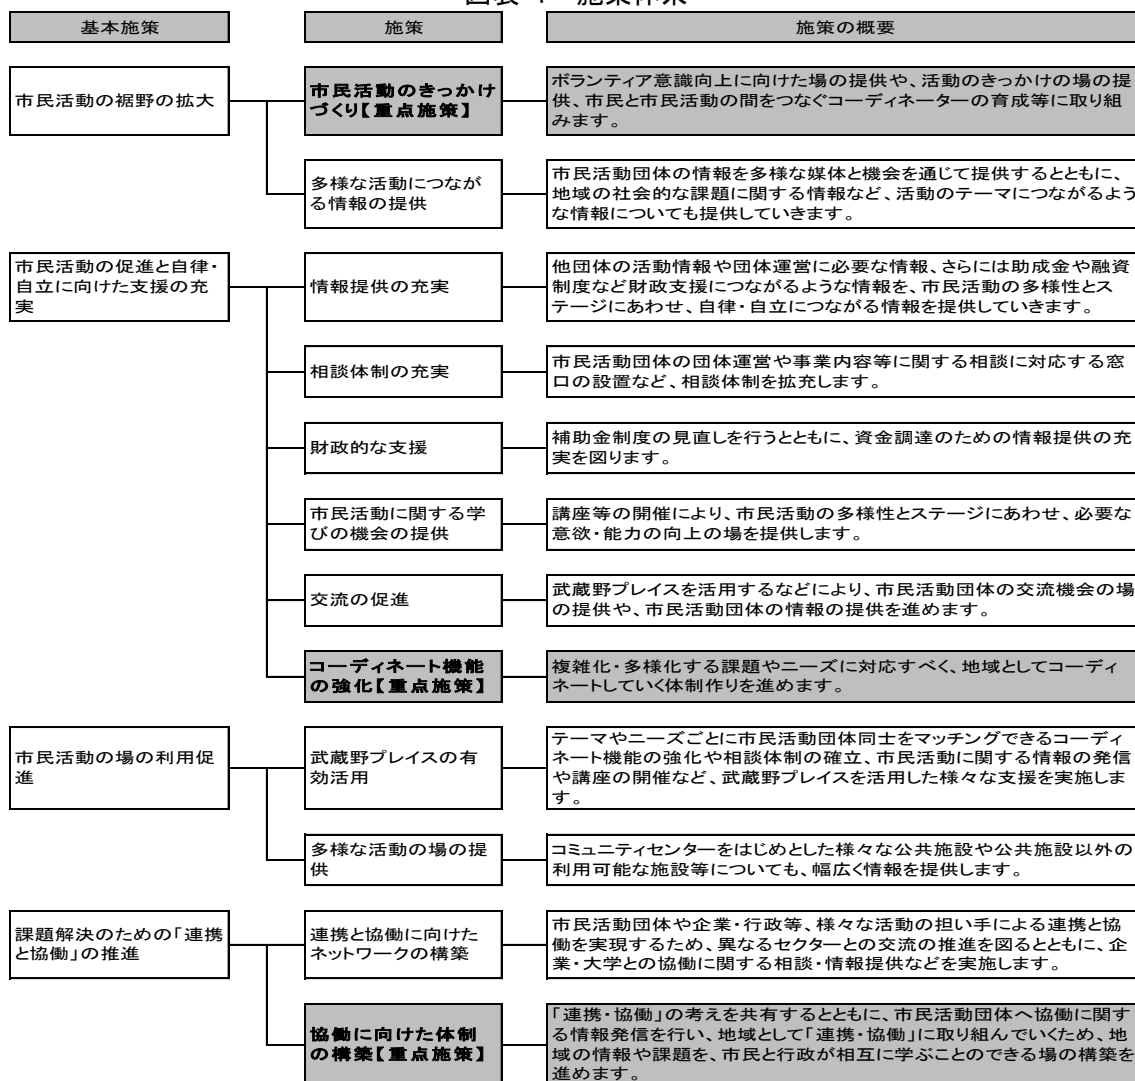 基本施策
施策
施策の概要
市民活動の裾野の拡大
市民活動のきっかけ
づくり【重点施策】
ボランティア意識向上に向けた場の提供や、活動のきっかけの場の提
供、市民と市民活動の間をつなぐコーディネーターの育成等に取り組
みます。
多様な活動につなが
る情報の提供
市民活動団体の情報を多様な媒体と機会を通じて提供するとともに、
地域の社会的な課題に関する情報など、活動のテーマにつながるよう
な情報についても提供していきます。
市民活動の促進と自律・
自立に向けた支援の充
実
情報提供の充実
他団体の活動情報や団体運営に必要な情報、さらには助成金や融資
制度など財政支援につながるような情報を、市民活動の多様性とス
テージにあわせ、自律・自立につながる情報を提供していきます。
相談体制の充実
市民活動団体の団体運営や事業内容等に関する相談に対応する窓
口の設置など、相談体制を拡充します。
財政的な支援
補助金制度の見直しを行うとともに、資金調達のための情報提供の充
実を図ります。
市民活動に関する学
びの機会の提供
講座等の開催により、市民活動の多様性とステージにあわせ、必要な
意欲・能力の向上の場を提供します。
交流の促進
武蔵野プレイスを活用するなどにより、市民活動団体の交流機会の場
の提供や、市民活動団体の情報の提供を進めます。
コーディネート機能
の強化【重点施策】
複雑化・多様化する課題やニーズに対応すべく、地域としてコーディ
ネートしていく体制作りを進めます。
市民活動の場の利用促
進
武蔵野プレイスの有
効活用
テーマやニーズごとに市民活動団体同士をマッチングできるコーディ
ネート機能の強化や相談体制の確立、市民活動に関する情報の発信
や講座の開催など、武蔵野プレイスを活用した様々な支援を実施しま
す。
多様な活動の場の提
供
コミュニティセンターをはじめとした様々な公共施設や公共施設以外の
利用可能な施設等についても、幅広く情報を提供します。
課題解決のための「連携
と協働」の推進
連携と協働に向けた
ネットワークの構築
市民活動団体や企業・行政等、様々な活動の担い手による連携と協
働を実現するため、異なるセクターとの交流の推進を図るとともに、企
業・大学との協働に関する相談・情報提供などを実施します。
協働に向けた体制
の構築【重点施策】
「連携・協働」の考えを共有するとともに、市民活動団体へ協働に関す
る情報発信を行い、地域として「連携・協働」に取り組んでいくため、地
域の情報や課題を、市民と行政が相互に学ぶことのできる場の構築を
進めます。